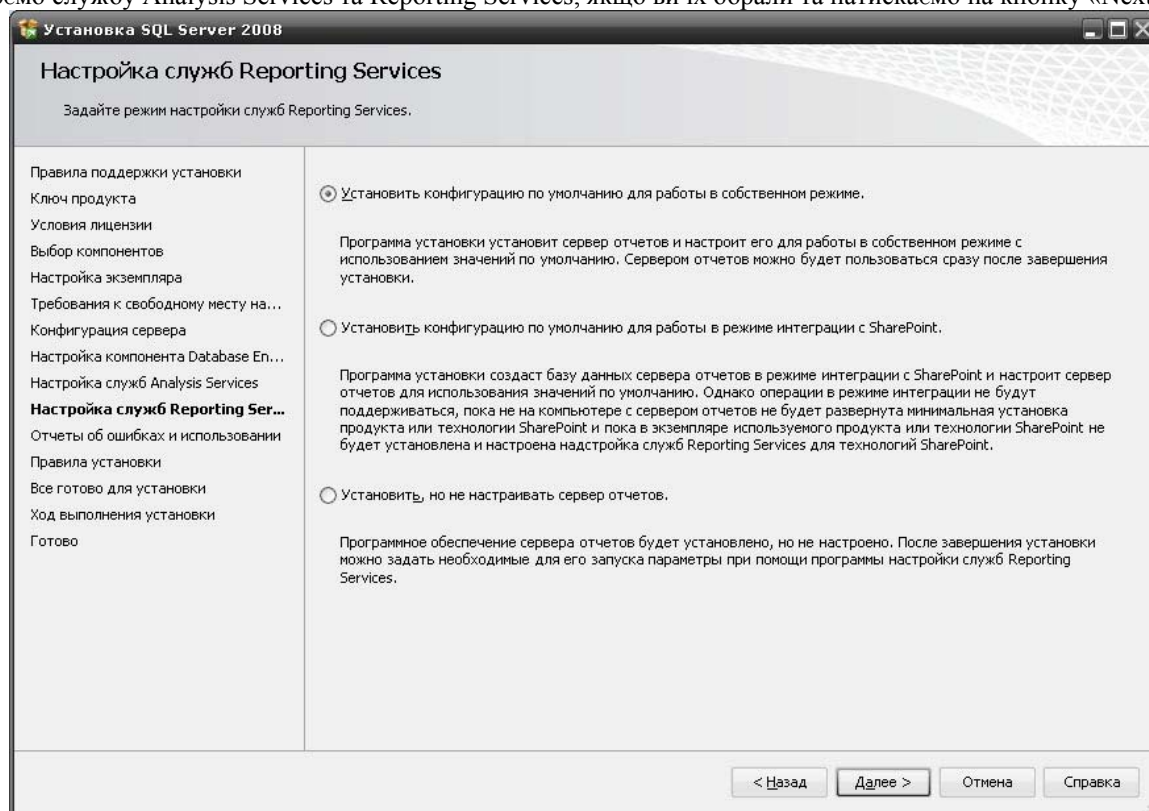 службу Analysis Services та Reporting Services, якщо ви їх обрали та натискаємо на кнопку «Next
Установка SQL Server 2008
Настройка служб Reporting Services
Задайте режим настройки служб Reporting Services.
Правила поддержки установки
Ключ продукта
Условия лицензии
Выбор компонентов
Настройка экземпляра
Требования к свободному месту на...
Конфигурация сервера
Настройка компонента Database En...
Настройка служб Analysis Services
Настройка служб Reporting Ser...
Отчеты об ошибках и использовании
Правила установки
Все готово для установки
Ход выполнения установки
Готово
Установить конфигурацию по умолчанию для работы в собственном режиме.
Программа установки установит сервер отчетов и настроит его для работы в собственном режиме с
использованием значений по умолчанию. Сервером отчетов можно будет пользоваться сразу после завершения
установки.
Установить конфигурацию по умолчанию для работы в режиме интеграции с SharePoint.
Программа установки создаст базу данных сервера отчетов в режиме интеграции с SharePoint и настроит сервер
отчетов для использования значений по умолчанию. Однако операции в режиме интеграции не будут
поддерживаться, пока не на компьютере с сервером отчетов не будет развернута минимальная установка
продукта или технологии SharePoint и пока в экземпляре используемого продукта или технологии SharePoint не
будет установлена и настроена надстройка служб Reporting Services для технологий SharePoint.
Установить, но не настраивать сервер отчетов.
Программное обеспечение сервера отчетов будет установлено, но не настроено. После завершения установки
можно задать необходимые для его запуска параметры при помощи программы настройки служб Reporting
Services.
< Назад
Далее >
Отмена
Справка